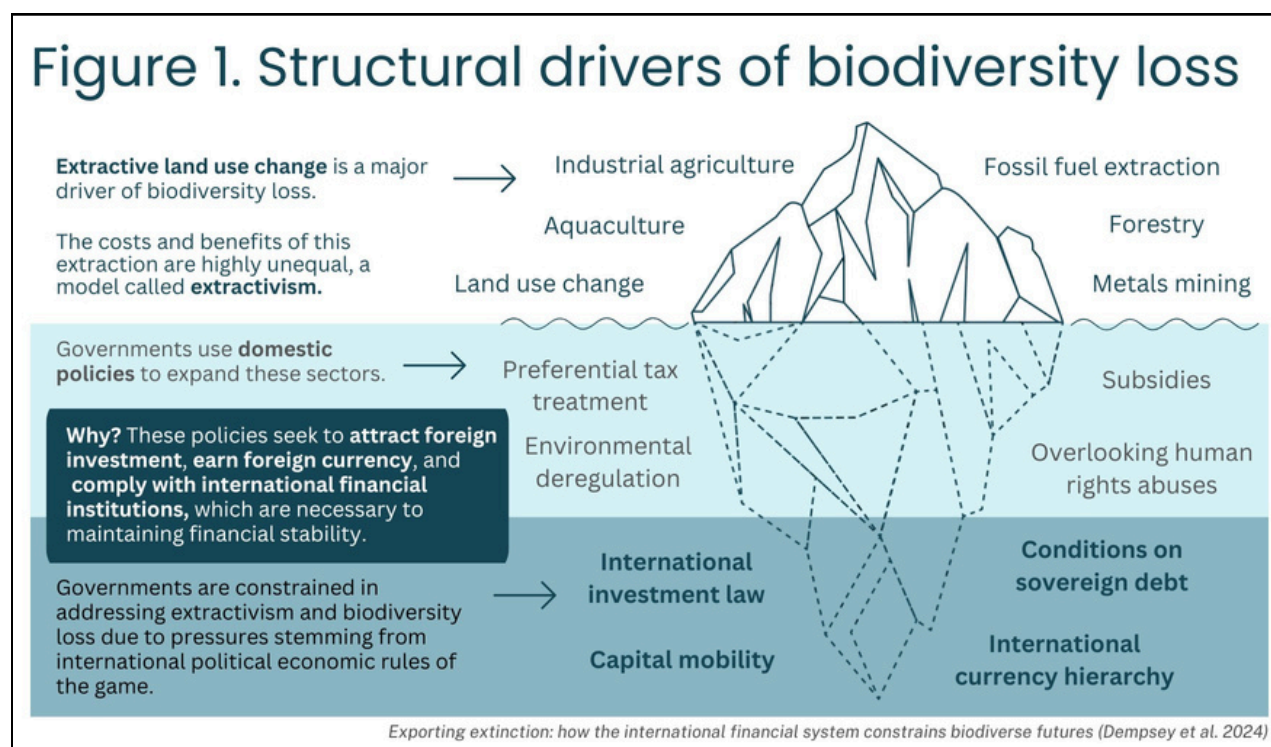 Figure 1. Structural drivers of biodiversity loss
Extractive land use change is a major
driver of biodiversity loss.
The costs and benefits of this
extraction are highly unequal, a
model called extractivism.
Industrial agriculture
Aquaculture
Land use change
Fossil fuel extraction
Forestry
Metals mining
Governments use domestic
policies to expand these sectors.
Preferential tax
treatment
Environmental
deregulation
Subsidies
Overlooking human
rights abuses
Why? These policies seek to attract foreign
investment, earn foreign currency, and
comply with international financial
institutions, which are necessary to
maintaining financial stability.
Governments are constrained in
addressing extractivism and biodiversity
loss due to pressures stemming from
international political economic rules of
the game.
International
investment law
Capital mobility
Conditions on
sovereign debt
International
currency hierarchy
Exporting extinction: how the international financial system constrains biodiverse futures (Dempsey et al. 2024)